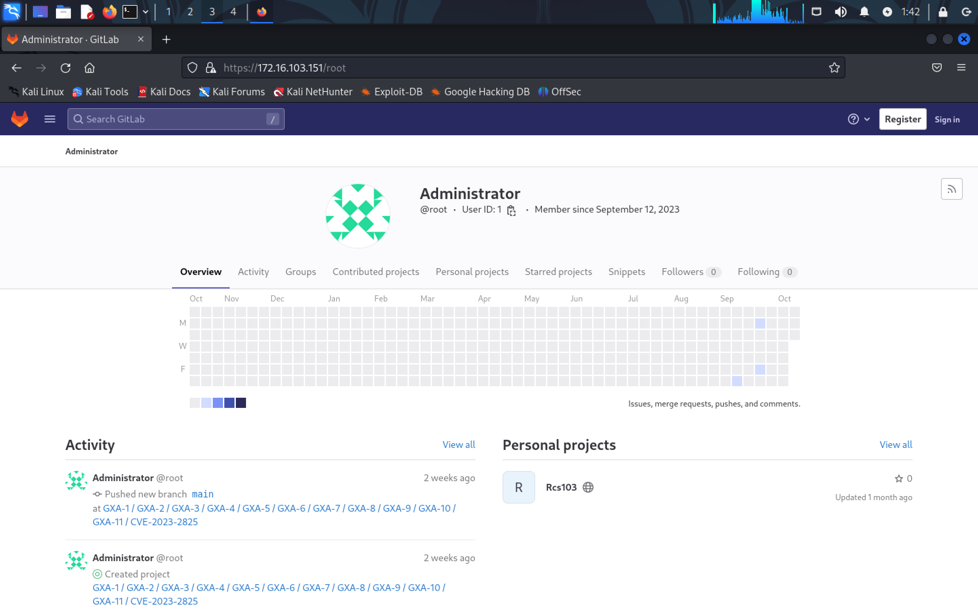 1 2 3 4 1:42
Administrator · GitLab
https://172.16.103.151/root
Kali Linux Kali Tools Kali Docs Kali Forums Kali NetHunter Exploit-DB Google Hacking DB OffSec
Search GitLab / Register Sign in
Administrator
Administrator
@root · User ID: 1 · Member since September 12, 2023
Overview Activity Groups Contributed projects Personal projects Starred projects Snippets Followers 0 Following 0
Oct Nov Dec Jan Feb Mar Apr May Jun Jul Aug Sep Oct
M
W
F
Issues, merge requests, pushes, and comments.
Activity View all
Administrator @root 2 weeks ago
Pushed new branch main
at GXA-1 / GXA-2 / GXA-3 / GXA-4 / GXA-5 / GXA-6 / GXA-7 / GXA-8 / GXA-9 / GXA-10 /
GXA-11 / CVE-2023-2825
Administrator @root 2 weeks ago
Created project
GXA-1 / GXA-2 / GXA-3 / GXA-4 / GXA-5 / GXA-6 / GXA-7 / GXA-8 / GXA-9 / GXA-10 /
GXA-11 / CVE-2023-2825
Personal projects View all
R Rcs103 0
Updated 1 month ago